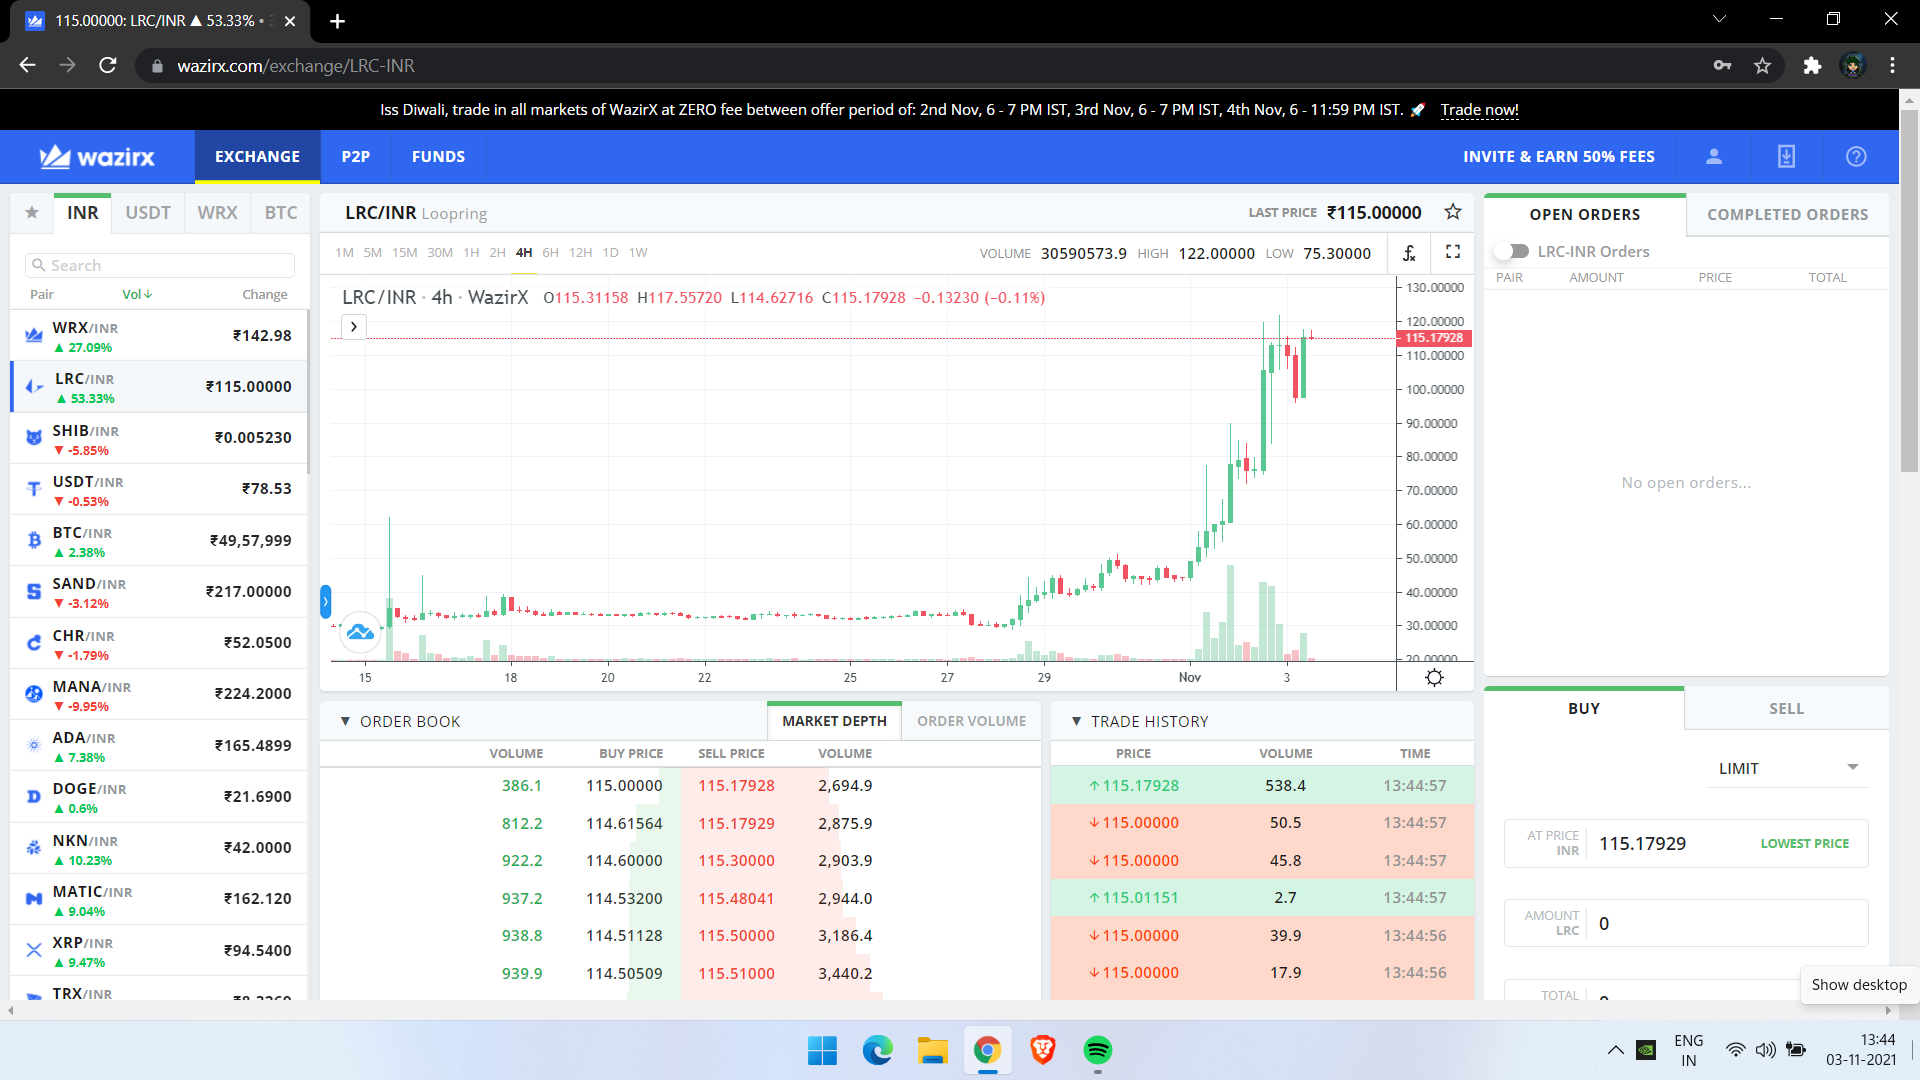 115.00000: LRC/INR ▲ 53.33% •
wazirx.com/exchange/LRC-INR
Iss Diwali, trade in all markets of WazirX at ZERO fee between offer period of: 2nd Nov, 6 - 7 PM IST, 3rd Nov, 6 - 7 PM IST, 4th Nov, 6 - 11:59 PM IST. 🚀 Trade now!
wazirx EXCHANGE P2P FUNDS INVITE & EARN 50% FEES
INR USDT WRX BTC
Search
Pair Vol↓ Change
WRX/INR ₹142.98
▲ 27.09%
LRC/INR ₹115.00000
▲ 53.33%
SHIB/INR ₹0.005230
▼ -5.85%
USDT/INR ₹78.53
▼ -0.53%
BTC/INR ₹49,57,999
▲ 2.38%
SAND/INR ₹217.00000
▼ -3.12%
CHR/INR ₹52.0500
▼ -1.79%
MANA/INR ₹224.2000
▼ -9.95%
ADA/INR ₹165.4899
▲ 7.38%
DOGE/INR ₹21.6900
▲ 0.6%
NKN/INR ₹42.0000
▲ 10.23%
MATIC/INR ₹162.120
▲ 9.04%
XRP/INR ₹94.5400
▲ 9.47%
TRX/INR
LRC/INR Loopring LAST PRICE ₹115.00000
1M 5M 15M 30M 1H 2H 4H 6H 12H 1D 1W VOLUME 30590573.9 HIGH 122.00000 LOW 75.30000
LRC/INR · 4h · WazirX O115.31158 H117.55720 L114.62716 C115.17928 −0.13230 (−0.11%)
130.00000
120.00000
115.17928
110.00000
100.00000
90.00000
80.00000
70.00000
60.00000
50.00000
40.00000
30.00000
20.00000
15 18 20 22 25 27 29 Nov 3
▼ ORDER BOOK MARKET DEPTH ORDER VOLUME
VOLUME BUY PRICE SELL PRICE VOLUME
386.1 115.00000 115.17928 2,694.9
812.2 114.61564 115.17929 2,875.9
922.2 114.60000 115.30000 2,903.9
937.2 114.53200 115.48041 2,944.0
938.8 114.51128 115.50000 3,186.4
939.9 114.50509 115.51000 3,440.2
▼ TRADE HISTORY
PRICE VOLUME TIME
↑115.17928 538.4 13:44:57
↓115.00000 50.5 13:44:57
↓115.00000 45.8 13:44:57
↑115.01151 2.7 13:44:57
↓115.00000 39.9 13:44:56
↓115.00000 17.9 13:44:56
OPEN ORDERS COMPLETED ORDERS
LRC-INR Orders
PAIR AMOUNT PRICE TOTAL
No open orders...
BUY SELL
LIMIT
AT PRICE
INR 115.17929 LOWEST PRICE
AMOUNT
LRC 0
TOTAL
Show desktop
ENG
IN
13:44
03-11-2021